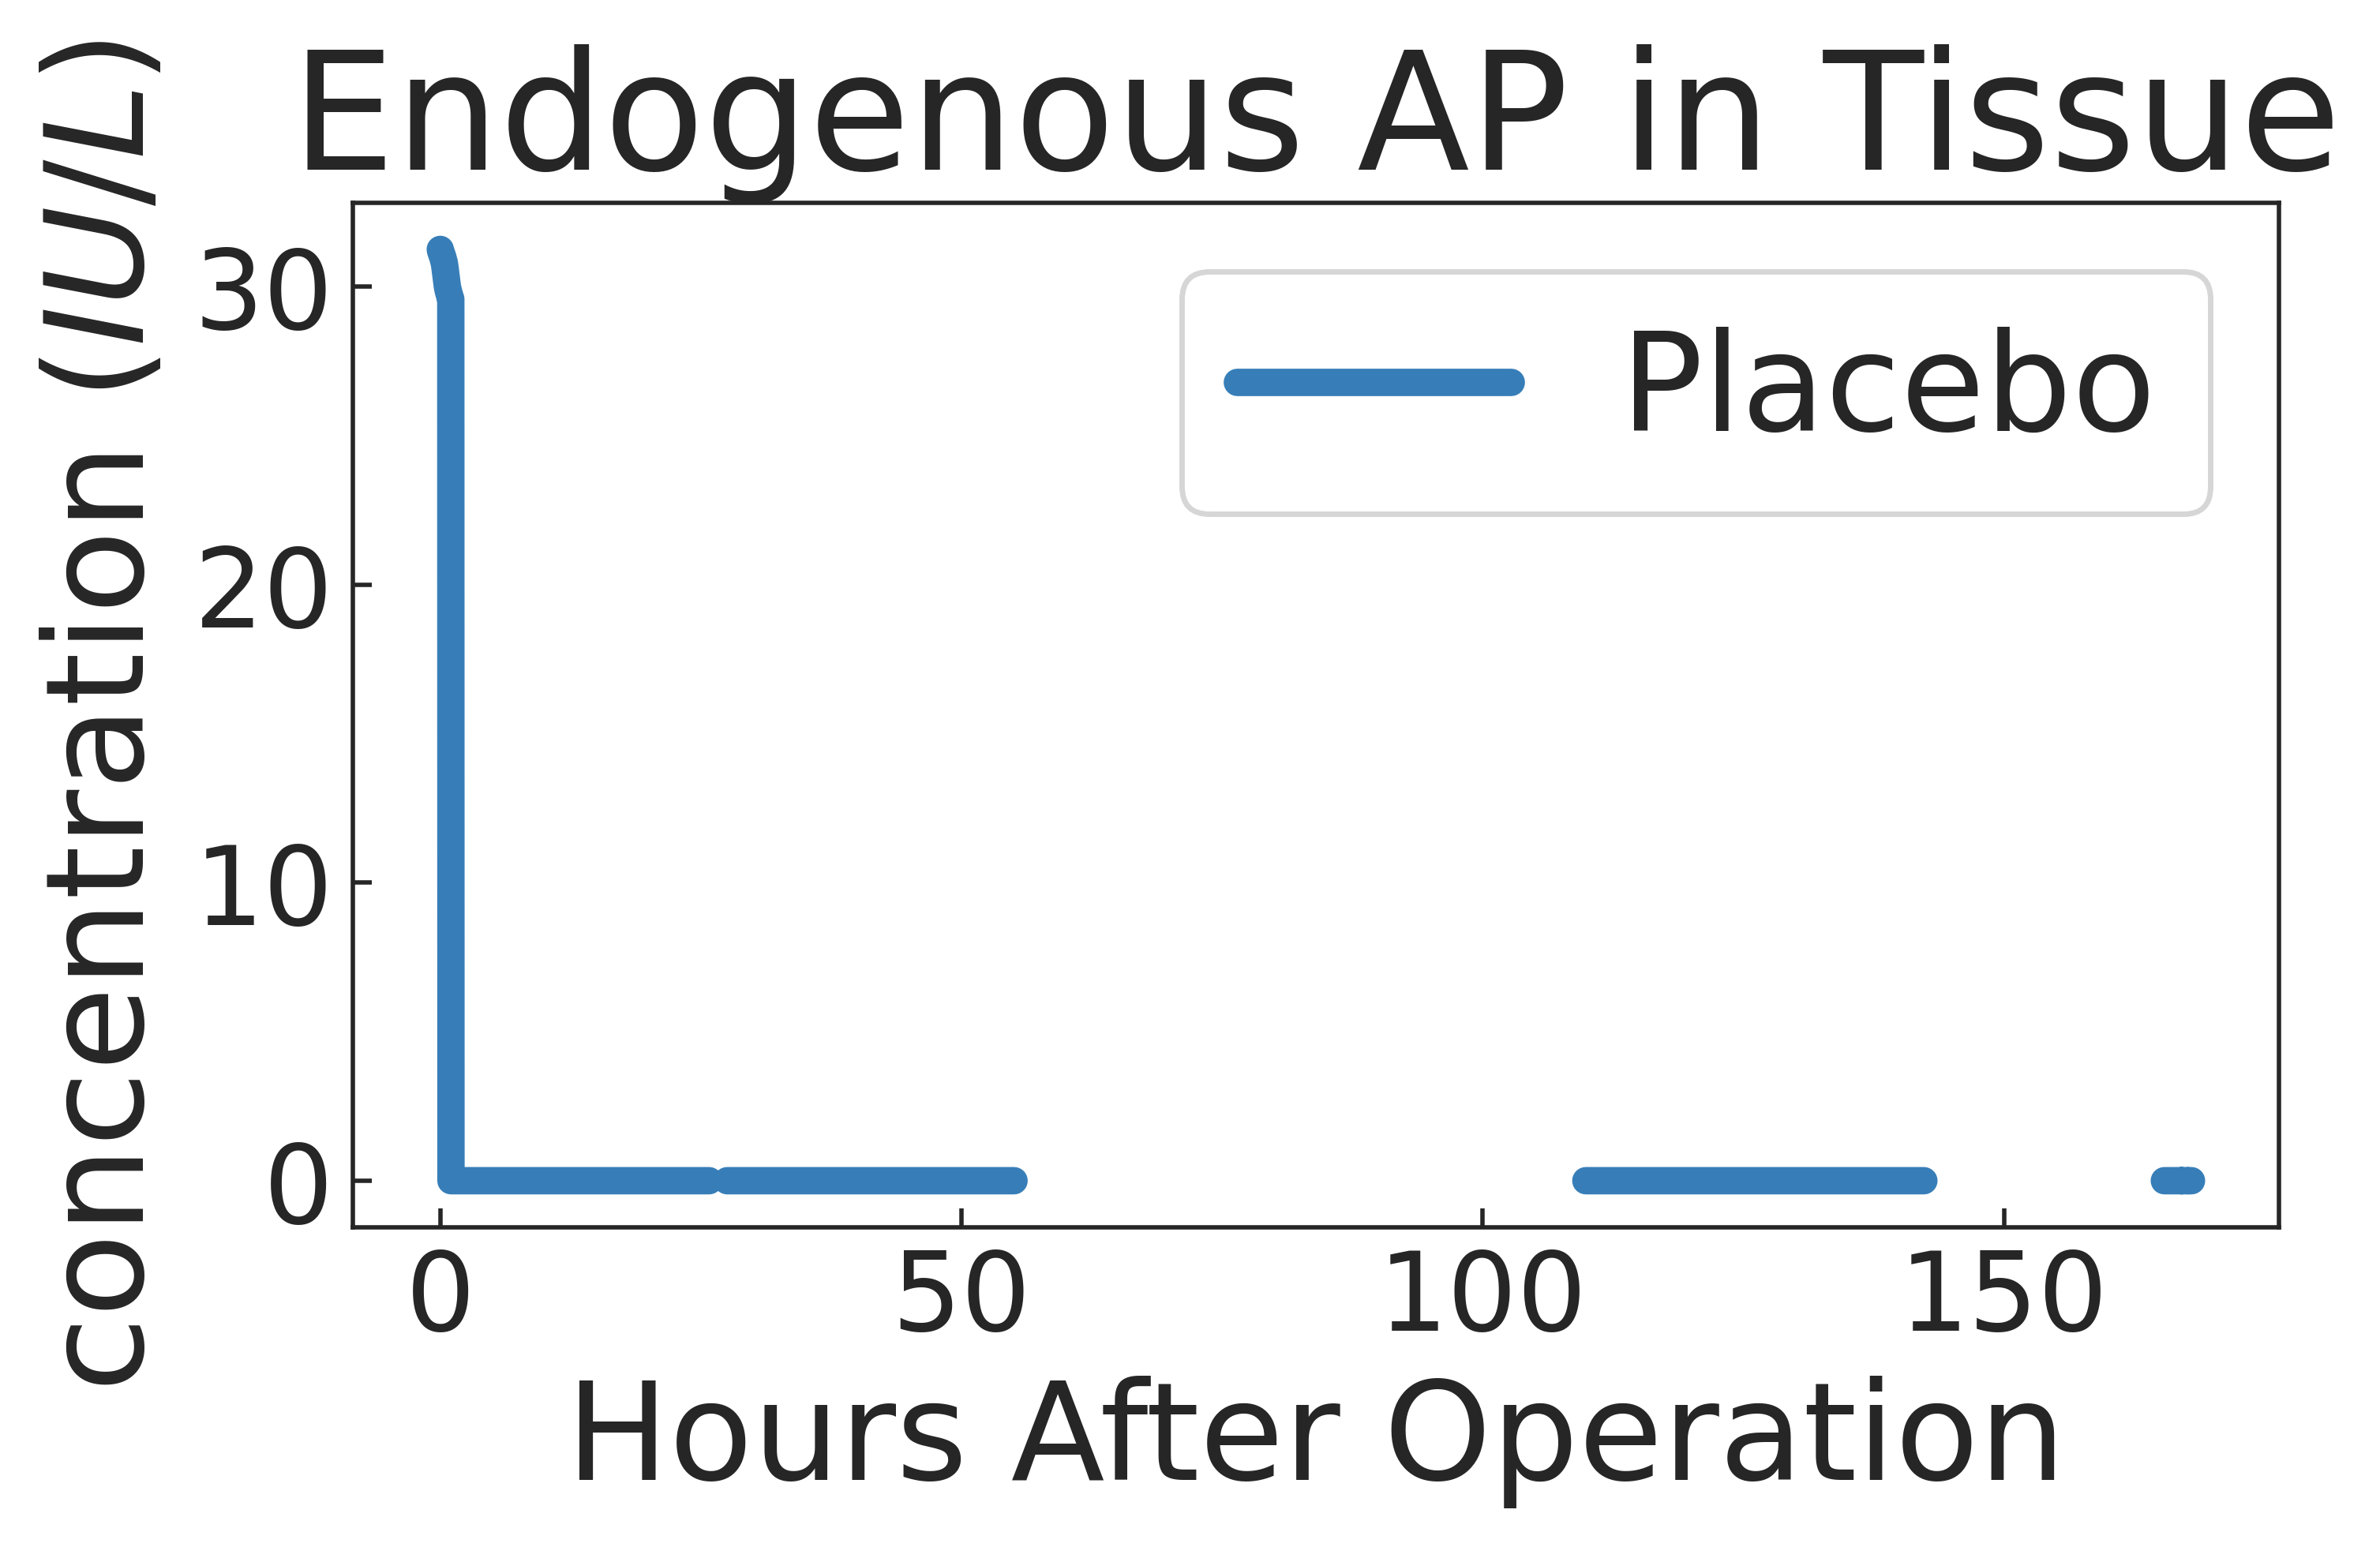 Endogenous AP in Tissue
concentration (IU/L)
30
20
10
0
Placebo
0 50 100 150
Hours After Operation